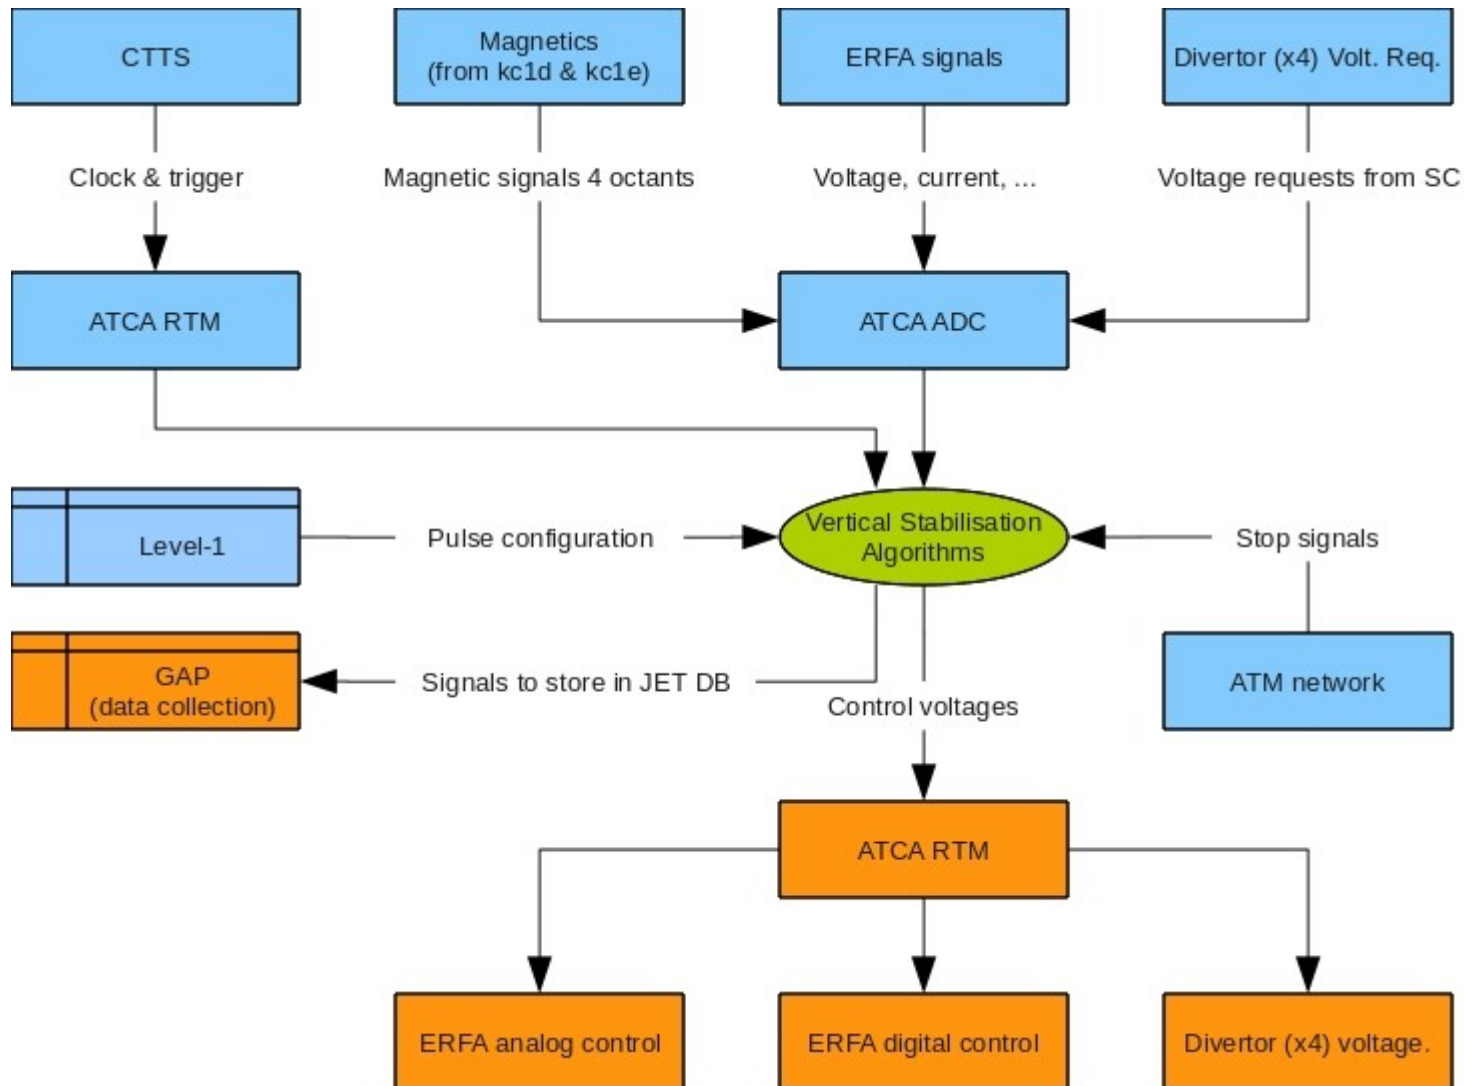 CTTS
Magnetics
(from kc1d & kc1e)
ERFA signals
Divertor (x4) Volt. Req.
Clock & trigger
Magnetic signals 4 octants
Voltage, current, ...
Voltage requests from SC
ATCA RTM
ATCA ADC
Level-1
Pulse configuration
Vertical Stabilisation
Algorithms
Stop signals
GAP
(data collection)
Signals to store in JET DB
Control voltages
ATM network
ATCA RTM
ERFA analog control
ERFA digital control
Divertor (x4) voltage.